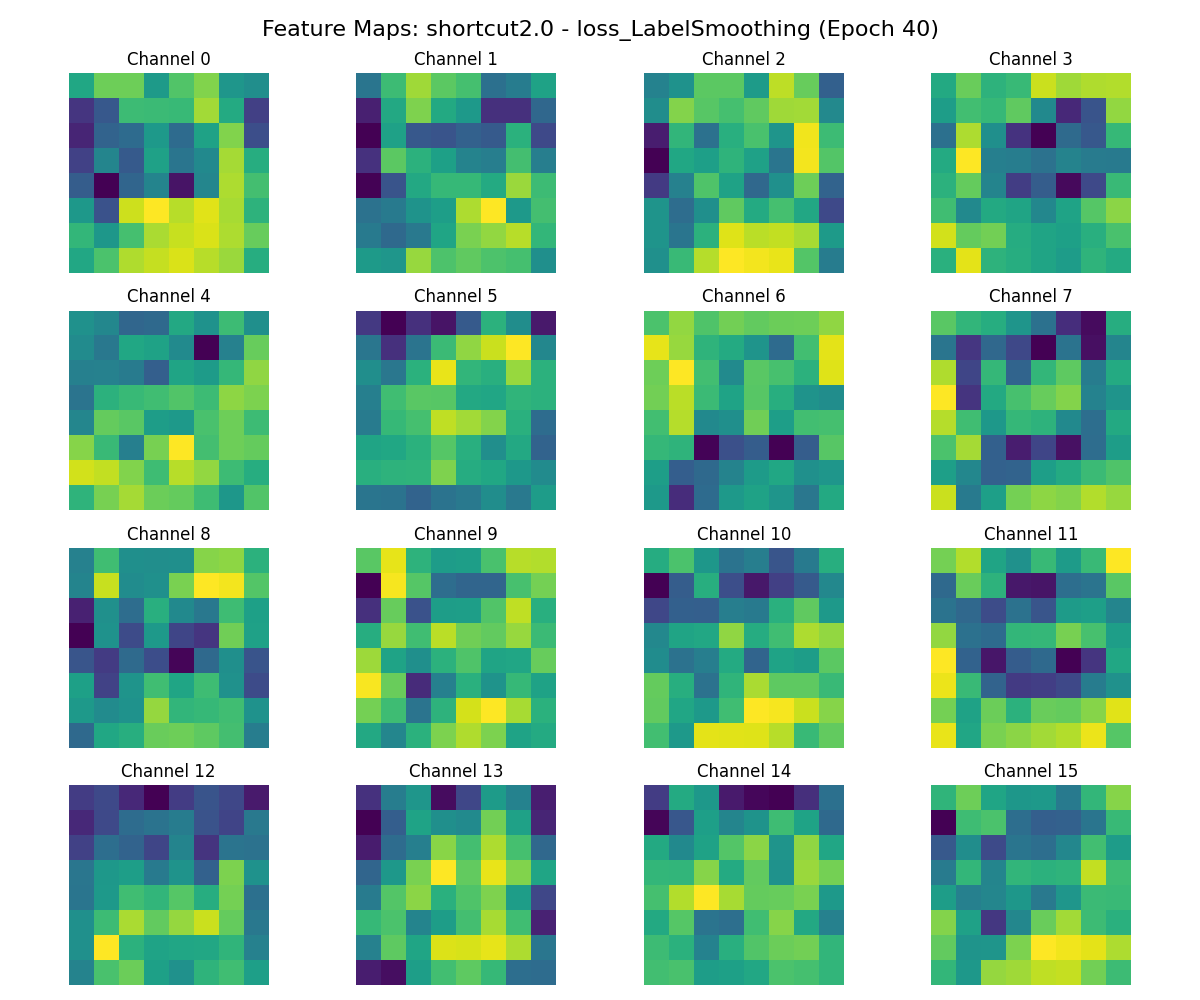 Feature Maps: shortcut2.0 - loss_LabelSmoothing (Epoch 40)
Channel 0
Channel 1
Channel 2
Channel 3
Channel 4
Channel 5
Channel 6
Channel 7
Channel 8
Channel 9
Channel 10
Channel 11
Channel 12
Channel 13
Channel 14
Channel 15